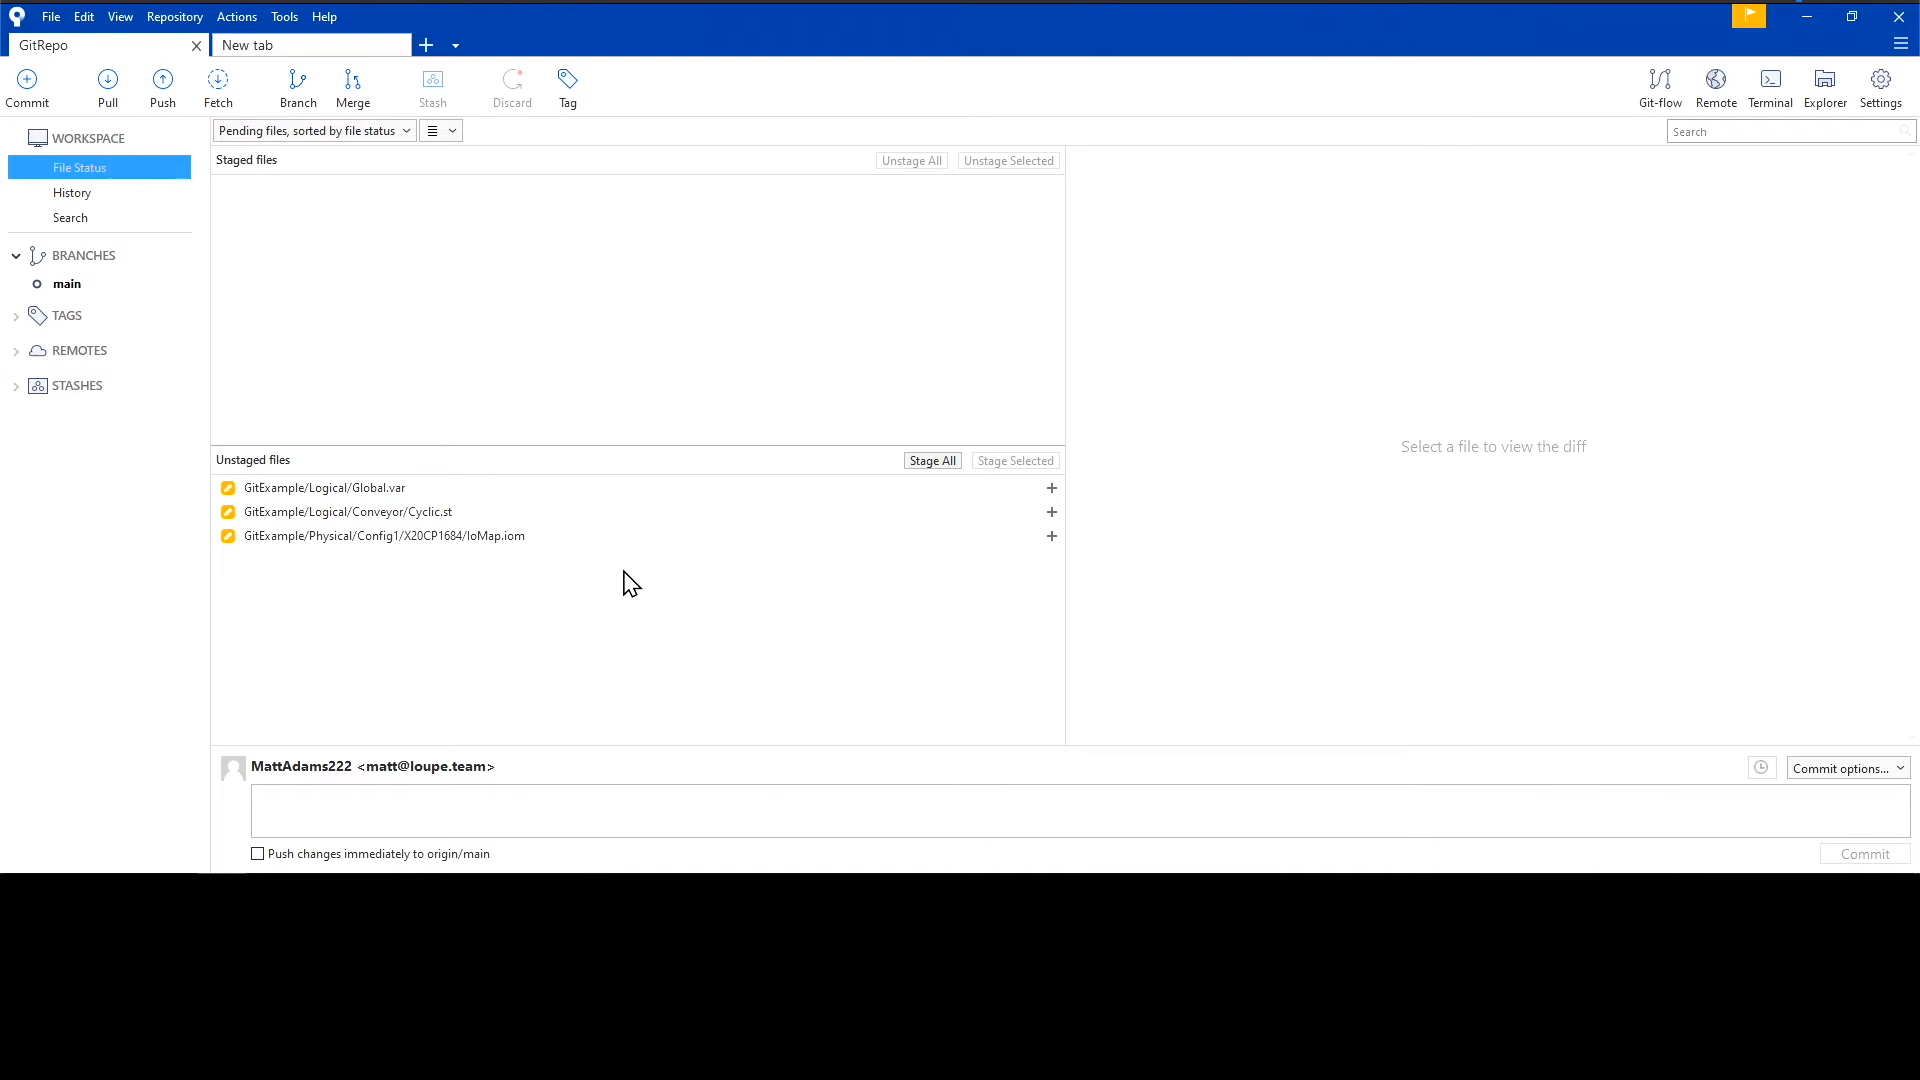 File Edit View Repository Actions Tools Help
GitRepo New tab
Commit Pull Push Fetch Branch Merge Stash Discard Tag Git-flow Remote Terminal Explorer Settings
WORKSPACE
File Status
History
Search
BRANCHES
main
TAGS
REMOTES
STASHES
Pending files, sorted by file status
Search
Staged files Unstage All Unstage Selected
Unstaged files Stage All Stage Selected
GitExample/Logical/Global.var
GitExample/Logical/Conveyor/Cyclic.st
GitExample/Physical/Config1/X20CP1684/IoMap.iom
Select a file to view the diff
MattAdams222 <matt@loupe.team>
Commit options...
Push changes immediately to origin/main
Commit